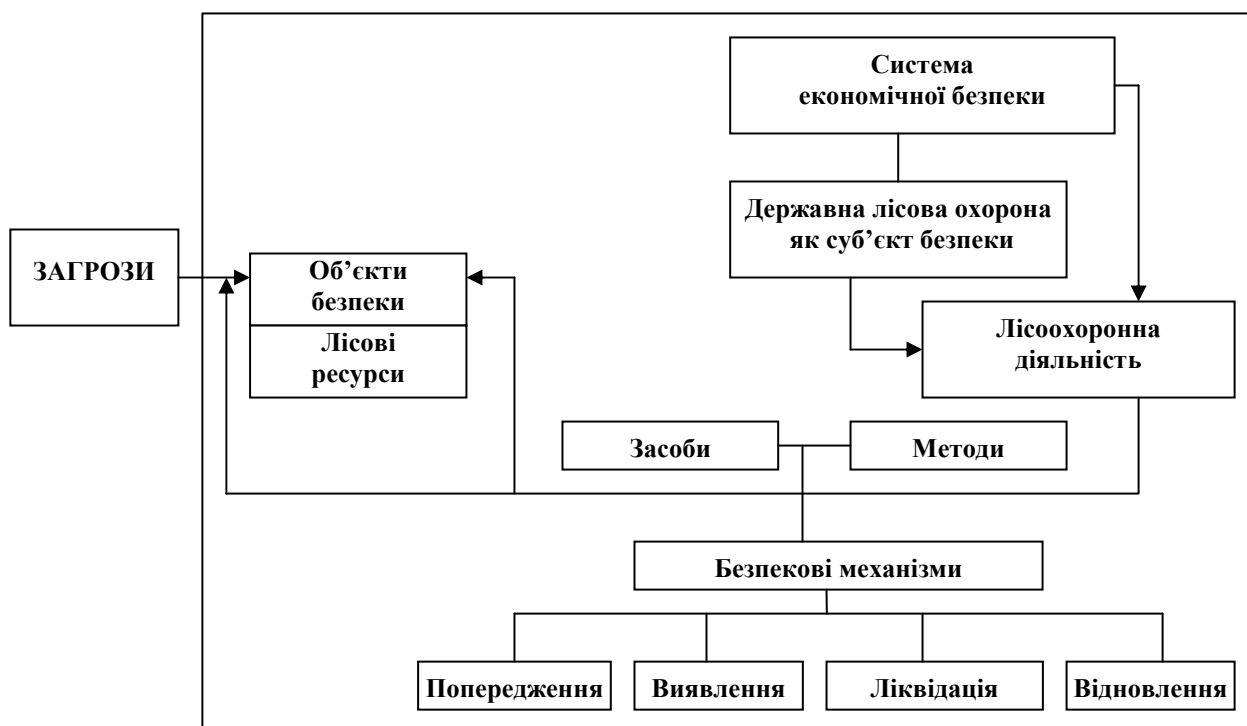 Система
економічної безпеки
Державна лісова охорона
як суб’єкт безпеки
ЗАГРОЗИ
Об’єкти
безпеки
Лісові
ресурси
Лісоохоронна
діяльність
Засоби
Методи
Безпекові механізми
Попередження
Виявлення
Ліквідація
Відновлення